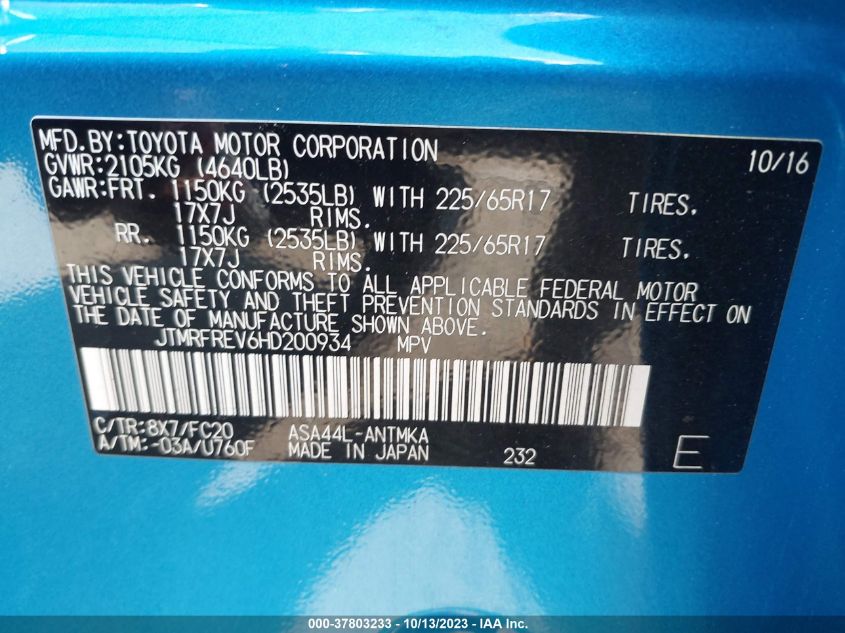 MFD.BY:TOYOTA MOTOR CORPORATION 10/16
GVWR:2105KG (4640LB)
GAWR:FRT. 1150KG (2535LB) WITH 225/65R17 TIRES.
17X7J RIMS.
RR. 1150KG (2535LB) WITH 225/65R17 TIRES.
17X7J RIMS.
THIS VEHICLE CONFORMS TO ALL APPLICABLE FEDERAL MOTOR
VEHICLE SAFETY AND THEFT PREVENTION STANDARDS IN EFFECT ON
THE DATE OF MANUFACTURE SHOWN ABOVE.
JTMRFREV6HD200934 MPV
C/TR:8X7/FC20 ASA44L-ANTMKA
A/TM:-03A/U760F MADE IN JAPAN 232 E
000-37803233 - 10/13/2023 - IAA Inc.